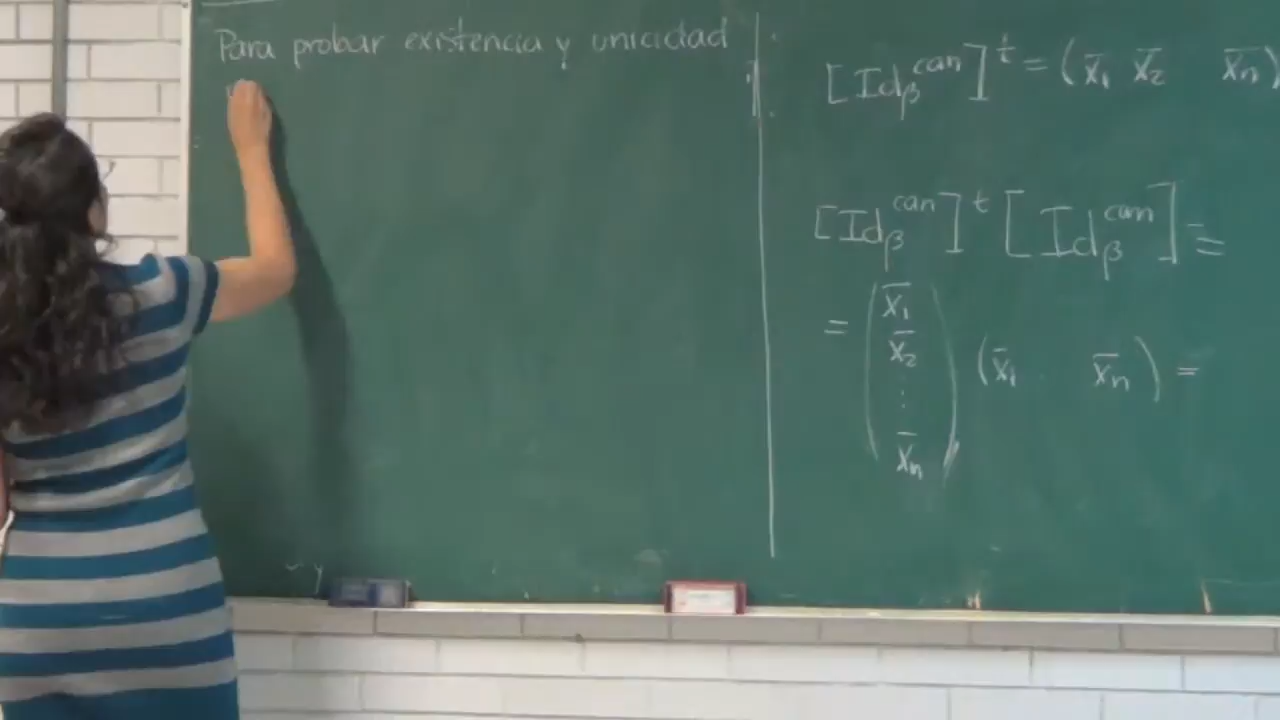 Para probar existencia y unicidad
[Id_β^can]^t = (x̄₁ x̄₂ x̄ₙ)
[Id_β^can]^t [Id_β^can] =
= (x̄₁ x̄₂ ⋮ x̄ₙ) (x̄₁ . x̄ₙ) =